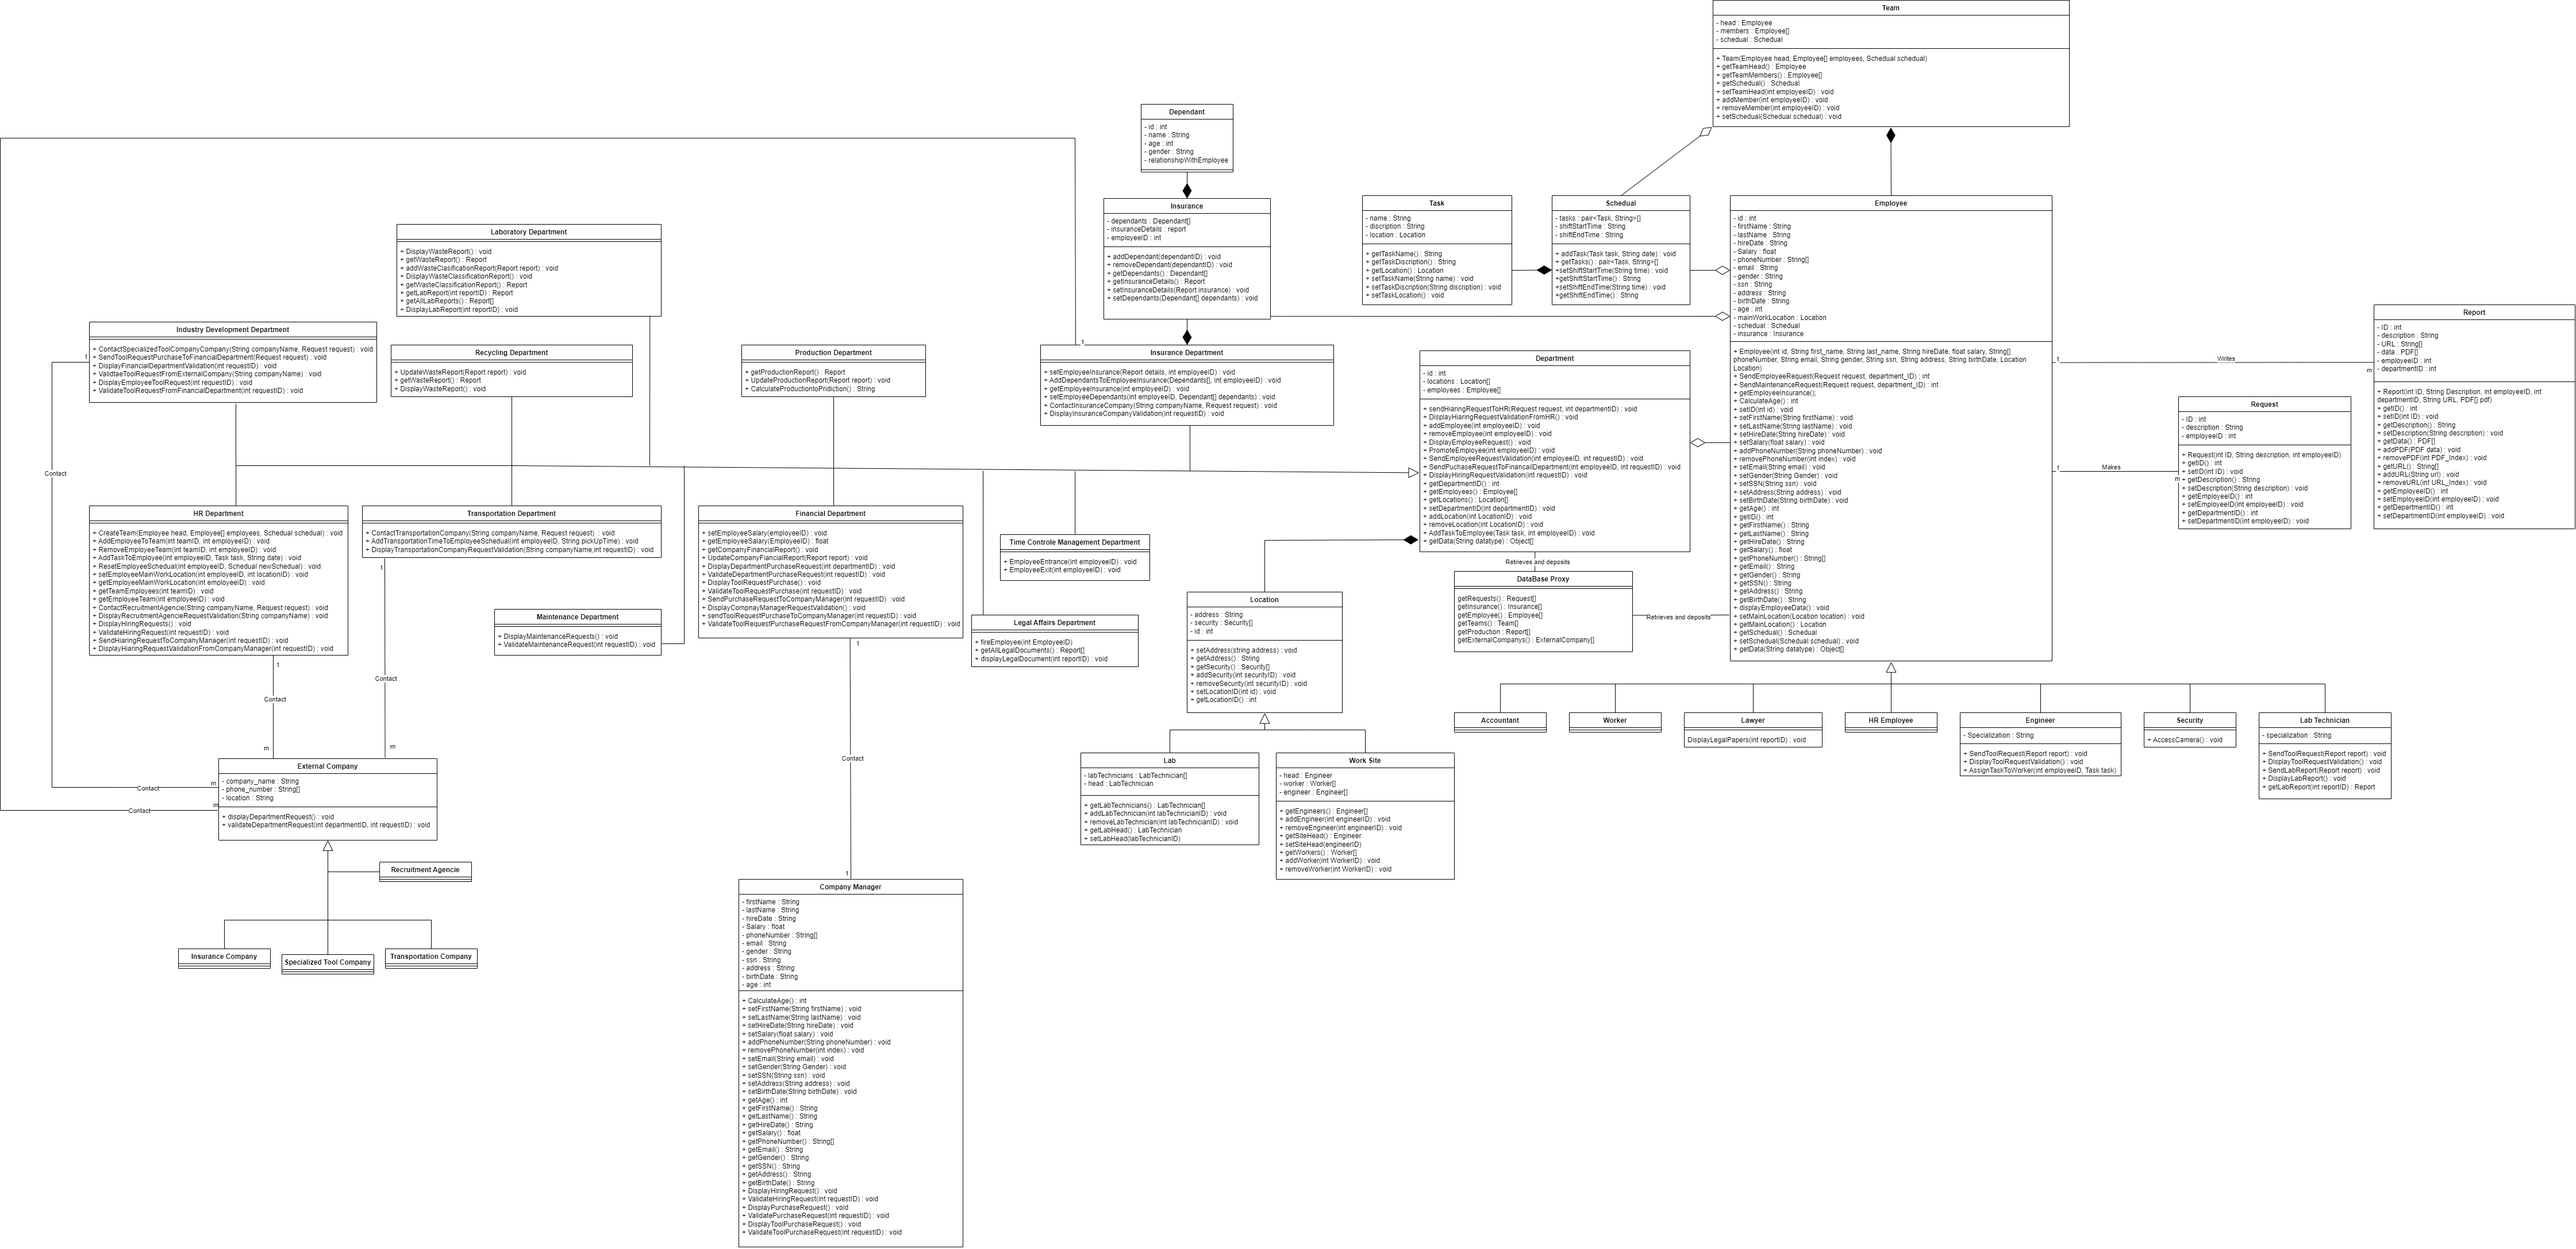 Team
- head : Employee
- members : Employee[]
- schedual : Schedual
+ Team(Employee head, Employee[] employees, Schedual schedual)
+ getTeamHead() : Employee
+ getTeamMembers() : Employee[]
+ getSchedual() : Schedual
+ setTeamHead(int employeeID) : void
+ addMember(int employeeID) : void
+ removeMember(int employeeID) : void
+ setSchedual(Schedual schedual) : void
Dependant
- id : int
- name : String
- age : int
- gender : String
- relationshipWithEmployee
Insurance
- dependants : Dependant[]
- insuranceDetails : report
- employeeID : int
+ addDependant(dependantID) : void
+ removeDependant(dependantID) : void
+ getDependants() : Dependant[]
+ getInsuranceDetails() : Report
+ setInsuranceDetails(Report insurance) : void
+ setDependants(Dependant[] dependants) : void
Task
- name : String
- discription : String
- location : Location
+ getTaskName() : String
+ getTaskDiscription() : String
+ getLocation() : Location
+ setTaskName(String name) : void
+ setTaskDiscription(String discription) : void
+ setTaskLocation() : void
Schedual
- tasks : pair<Task, String>[]
- shiftStartTime : String
- shiftEndTime : String
+ addTask(Task task, String date) : void
+ getTasks() : pair<Task, String>[]
+setShiftStartTime(String time) : void
+getShiftStartTime() : String
+setShiftEndTime(String time) : void
+getShiftEndTime() : String
Employee
- id : int
- firstName : String
- lastName : String
- hireDate : String
- Salary : float
- phoneNumber : String[]
- email : String
- gender : String
- ssn : String
- address : String
- birthDate : String
- age : int
- mainWorkLocation : Location
- schedual : Schedual
- insurance : Insurance
+ Employee(int id, String first_name, String last_name, String hireDate, float salary, String[]
phoneNumber, String email, String gender, String ssn, String address, String birthDate, Location
Location)
+ SendEmployeeRequest(Request request, department_ID) : int
+ SendMaintenanceRequest(Request request, department_ID) : int
+ getEmployeeInsurance();
+ CalculateAge() : int
+ setID(int id) : void
+ setFirstName(String firstName) : void
+ setLastName(String lastName) : void
+ setHireDate(String hireDate) : void
+ setSalary(float salary) : void
+ addPhoneNumber(String phoneNumber) : void
+ removePhoneNumber(int index) : void
+ setEmail(String email) : void
+ setGender(String Gender) : void
+ setSSN(String ssn) : void
+ setAddress(String address) : void
+ setBirthDate(String birthDate) : void
+ getAge() : int
+ getID() : int
+ getFirstName() : String
+ getLastName() : String
+ getHireDate() : String
+ getSalary() : float
+ getPhoneNumber() : String[]
+ getEmail() : String
+ getGender() : String
+ getSSN() : String
+ getAddress() : String
+ getBirthDate() : String
+ displayEmployeeData() : void
+ setMainLocation(Location location) : void
+ getMainLocation() : Location
+ getSchedual() : Schedual
+ setSchedual(Schedual schedual) : void
+ getData(String datatype) : Object[]
Report
- ID : int
- description : String
- URL : String[]
- data : PDF[]
- employeeID : int
- departmentID : int
+ Report(int ID, String Description, int employeeID, int
departmentID, String URL, PDF[] pdf)
+ getID() : int
+ setID(int ID) : void
+ getDescription() : String
+ setDescription(String description) : void
+ getData() : PDF[]
+ addPDF(PDF data) : void
+ removePDF(int PDF_Index) : void
+ getURL() : String[]
+ addURL(String url) : void
+ removeURL(int URL_Index) : void
+ getEmployeeID() : int
+ setEmployeeID(int employeeID) : void
+ getDepartmentID() : int
+ setDepartmentID(int employeeID) : void
1
Writes
m
Request
- ID : int
- description : String
- employeeID : int
+ Request(int ID, String description, int employeeID)
+ getID() : int
+ setID(int ID) : void
+ getDescription() : String
+ setDescription(String description) : void
+ getEmployeeID() : int
+ setEmployeeID(int employeeID) : void
+ getDepartmentID() : int
+ setDepartmentID(int employeeID) : void
1
Makes
m
Laboratory Department
+ DisplayWasteReport() : void
+ getWasteReport() : Report
+ addWasteClasificationReport(Report report) : void
+ DisplayWasteClassificationReport() : void
+ getWasteClassificationReport() : Report
+ getLabReport(int reportID) : Report
+ getAllLabReports() : Report[]
+ DisplayLabReport(int reportID) : void
Industry Development Department
+ ContactSpecializedToolCompanyCompany(String companyName, Request request) : void
+ SendToolRequestPurchaseToFinancialDepartment(Request request) : void
+ DisplayFinancialDepartmentValidation(int requestID) : void
+ ValidtaeToolRequestFromExternalCompany(String companyName) : void
+ DisplayEmployeeToolRequest(int requestID) : void
+ ValidateToolRequestFromFinancialDepartment(int requestID) : void
Recycling Department
+ UpdateWasteReport(Report report) : void
+ getWasteReport() : Report
+ DisplayWasteReport() : void
Production Department
+ getProductionReport() : Report
+ UpdateProductionReport(Report report) : void
+ CalculateProductiontoPridiction() : String
1
Insurance Department
+ setEmployeeInsurance(Report details, int employeeID) : void
+ AddDependantsToEmployeeInsurance(Dependants[], int employeeID) : void
+ getEmployeeInsurance(int employeeID) : void
+ setEmployeeDependants(int employeeID, Dependant[] dependants) : void
+ ContactInsuranceCompany(String companyName, Request request) : void
+ DisplayInsuranceCompanyValidation(int requestID) : void
Department
- id : int
- locations : Location[]
- employees : Employee[]
+ sendHiaringRequestToHR(Request request, int departmentID) : void
+ DisplayHiaringRequestValidationFromHR() : void
+ addEmployee(int employeeID) : void
+ removeEmployee(int employeeID) : void
+ DisplayEmployeeRequest() : void
+ PromoteEmployee(int employeeID) : void
+ SendEmployeeRequestValidation(int employeeID, int requestID) : void
+ SendPuchaseRequestToFinancailDepartment(int employeeID, int requestID) : void
+ DisplayHiringRequestValidation(int requestID) : void
+ getDepartmentID() : int
+ getEmployees() : Employee[]
+ getLocations() : Location[]
+ setDepartmentID(int departmentID) : void
+ addLocation(int LocationID) : void
+ removeLocation(int LocationID) : void
+ AddTaskToEmployee(Task task, int employeeID) : void
+ getData(String datatype) : Object[]
Retrieves and deposits
DataBase Proxy
getRequests() : Request[]
getInsurance() : Insurance[]
getEmployee() : Employee[]
getTeams() : Team[]
getProduction : Report[]
getExternalCompanys() : ExternalCompany[]
Retrieves and deposits
HR Department
+ CreateTeam(Employee head, Employee[] employees, Schedual schedual) : void
+ AddEmployeeToTeam(int teamID, int employeeID) : void
+ RemoveEmployeeTeam(int teamID, int employeeID) : void
+ AddTaskToEmployee(int employeeID, Task task, String date) : void
+ ResetEmployeeSchedual(int employeeID, Schedual newSchedual) : void
+ setEmployeeMainWorkLocation(int employeeID, int locationID) : void
+ getEmployeeMainWorkLocation(int employeeID) : void
+ getTeamEmployees(int teamID) : void
+ getEmployeeTeam(int employeeID) : void
+ ContactRecruitmentAgencie(String companyName, Request request) : void
+ DisplayRecruitmentAgencieRequestValidation(String companyName) : void
+ DisplayHiringRequests() : void
+ ValidateHiringRequest(int requestID) : void
+ SendHiaringRequestToCompanyManager(int requestID) : void
+ DisplayHiaringRequestValidationFromCompanyManager(int requestID) : void
Transportation Department
+ ContactTransportationCompany(String companyName, Request request) : void
+ AddTransportationTimeToEmployeeSchedual(int employeeID, String pickUpTime) : void
+ DisplayTransportationCompanyRequestValidation(String companyName,int requestID) : void
Financial Department
+ setEmployeeSalary(employeeID) : void
+ getEmployeeSalary(EmployeeID) : float
+ getCompanyFinancialReport() : void
+ UpdateCompanyFiancialReport(Report report) : void
+ DisplayDepartmentPurchaseRequest(int departmentID) : void
+ ValidateDepartmentPurchaseRequest(int requestID) : void
+ DisplayToolRequestPurchase() : void
+ ValidateToolRequestPurchase(int requestID) : void
+ SendPurchaseRequestToCompanyManager(int requestID) :void
+ DisplayCompnayManagerRequestValidation() : void
+ sendToolRequestPurchaseToCompanyManager(int requestID) : void
+ ValidateToolRequestPurchaseRequestFromCompanyManager(int requestID) : void
Time Controle Management Department
+ EmployeeEntrance(int employeeID) : void
+ EmployeeExit(int employeeID) : void
Maintenance Department
+ DisplayMaintenanceRequests() : void
+ ValidateMaintenanceRequest(int requestID) : void
Legal Affairs Department
+ fireEmployee(int EmployeeID)
+ getAllLegalDocuments() : Report[]
+ displayLegalDocument(int reportID) : void
Location
- address : String
- security : Security[]
- id : int
+ setAddress(string address) : void
+ getAddress() : String
+ getSecurity() : Security[]
+ addSecurity(int securityID) : void
+ removeSecurity(int securityID) : void
+ setLocationID(int id) : void
+ getLocationID() : int
Lab
- labTechnicians : LabTechnician[]
- head : LabTechnician
+ getLabTechnicians() : LabTechnician[]
+ addLabTechnician(int labTechnicianID) : void
+ removeLabTechnician(int labTechnicianID) : void
+ getLabHead() : LabTechnician
+ setLabHead(labTechnicianID)
Work Site
- head : Engineer
- worker : Worker[]
- engineer : Engineer[]
+ getEngineers() : Engineer[]
+ addEngineer(int engineerID) : void
+ removeEngineer(int engineerID) : void
+ getSiteHead() : Engineer
+ setSiteHead(engineerID)
+ getWorkers() : Worker[]
+ addWorker(int WorkerID) : void
+ removeWorker(int WorkerID) : void
Accountant
Worker
Lawyer
DisplayLegalPapers(int reportID) : void
HR Employee
Engineer
- Specialization : String
+ SendToolRequest(Report report) : void
+ DisplayToolRequestValidation() : void
+ AssignTaskToWorker(int employeeID, Task task)
Security
+ AccessCamera() : void
Lab Technician
- specialization : String
+ SendToolRequest(Report report) : void
+ DisplayToolRequestValidation() : void
+ SendLabReport(Report report) : void
+ DisplayLabReport() : void
+ getLabReport(int reportID) : Report
1
Contact
1
Contact
m
1
Contact
m
Contact
m
m
Contact
External Company
- company_name : String
- phone_number : String[]
- location : String
+ displayDepartmentRequest() : void
+ validateDepartmentRequest(int departmentID, int requestID) : void
Recruitment Agencie
Insurance Company
Specialized Tool Company
Transportation Company
1
Contact
1
Company Manager
- firstName : String
- lastName : String
- hireDate : String
- Salary : float
- phoneNumber : String[]
- email : String
- gender : String
- ssn : String
- address : String
- birthDate : String
- age : int
+ CalculateAge() : int
+ setFirstName(String firstName) : void
+ setLastName(String lastName) : void
+ setHireDate(String hireDate) : void
+ setSalary(float salary) : void
+ addPhoneNumber(String phoneNumber) : void
+ removePhoneNumber(int index) : void
+ setEmail(String email) : void
+ setGender(String Gender) : void
+ setSSN(String ssn) : void
+ setAddress(String address) : void
+ setBirthDate(String birthDate) : void
+ getAge() : int
+ getFirstName() : String
+ getLastName() : String
+ getHireDate() : String
+ getSalary() : float
+ getPhoneNumber() : String[]
+ getEmail() : String
+ getGender() : String
+ getSSN() : String
+ getAddress() : String
+ getBirthDate() : String
+ DisplayHiringRequest() : void
+ ValidateHiringRequest(int requestID) : void
+ DisplayPurchaseRequest() : void
+ ValidatePurchaseRequest(int requestID) : void
+ DisplayToolPurchaseRequest() : void
+ ValidateToolPurchaseRequest(int requestID) : void